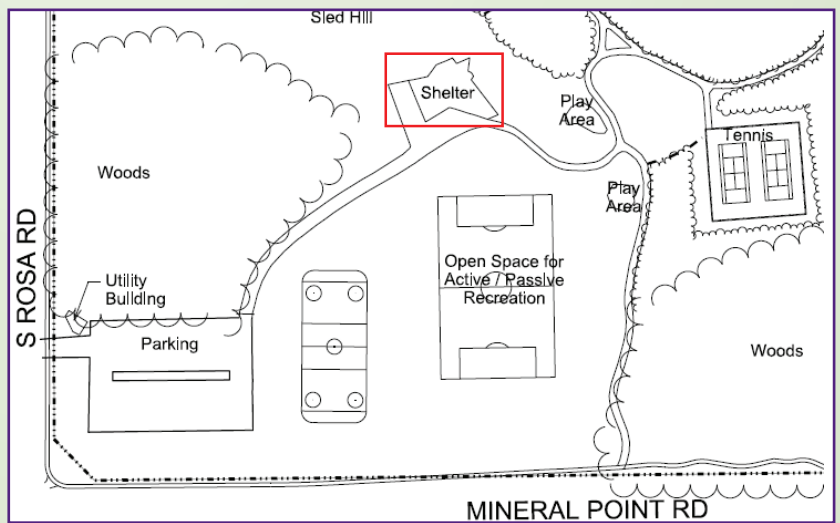 Sled Hill
Shelter
Play
Area
Tennis
Woods
Play
Area
S ROSA RD
Open Space for
Active / Passive
Recreation
Utility
Building
Parking
Woods
MINERAL POINT RD